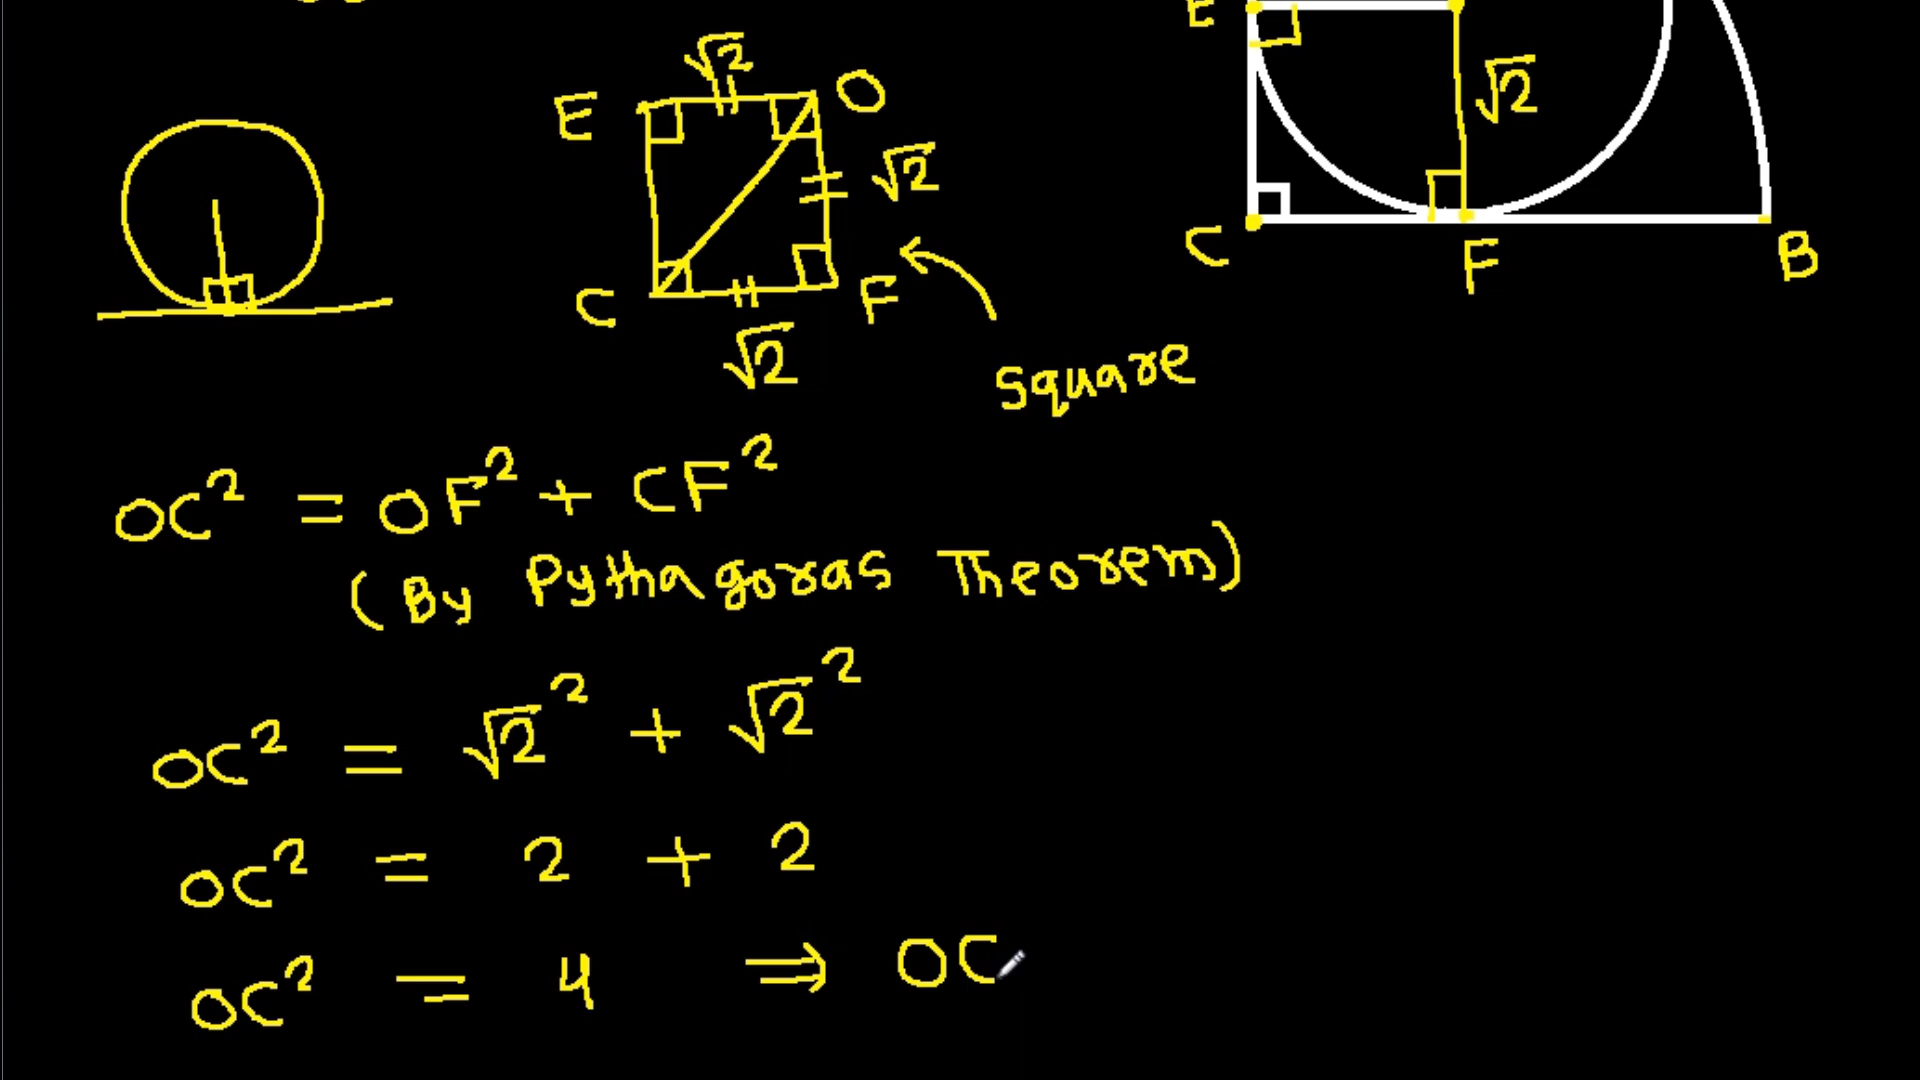 E
√2
√2
E
O
√2
C
F
√2
C
F
B
Square
OC² = OF² + CF²
(By Pythagoras Theorem)
OC² = √2² + √2²
OC² = 2 + 2
OC² = 4 ⇒ OC